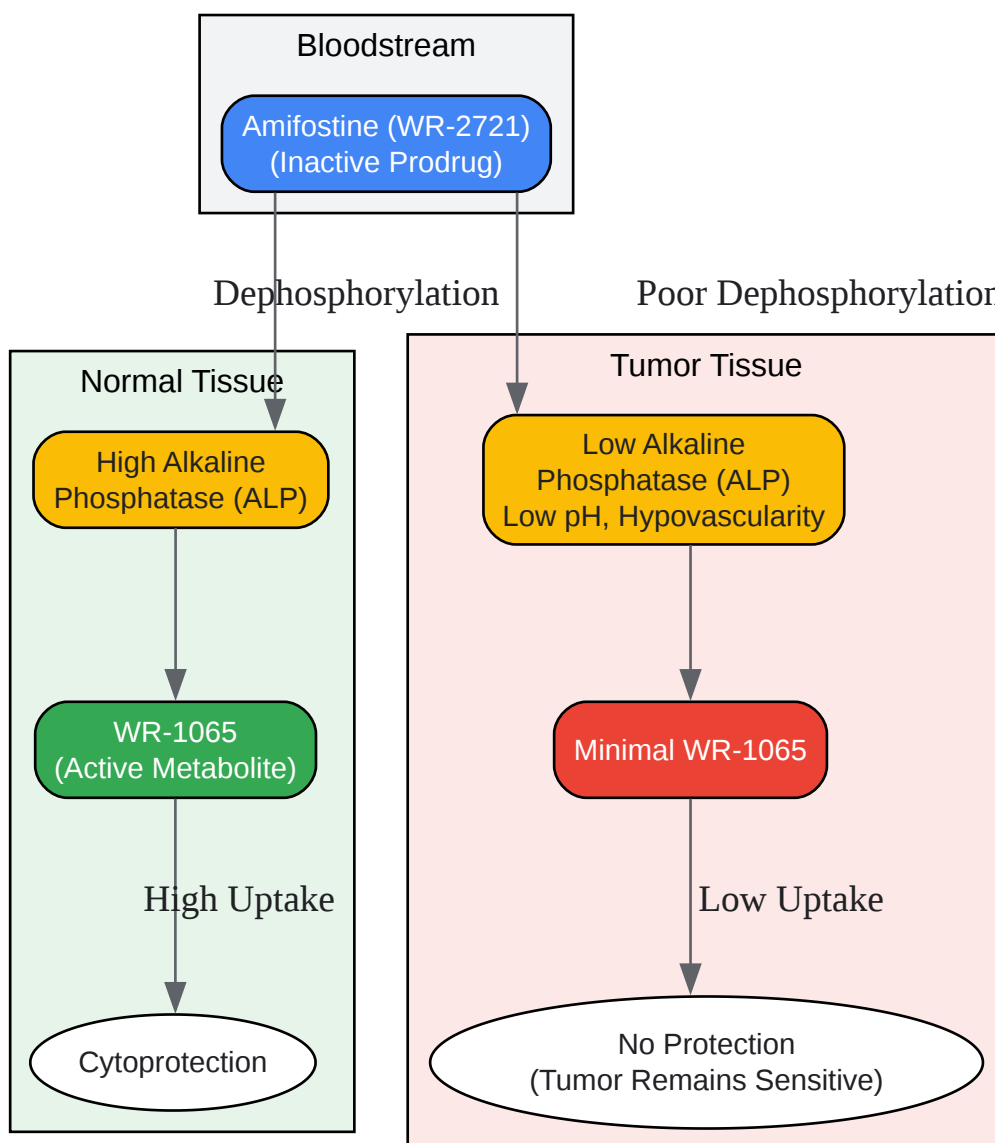 Bloodstream
Amifostine (WR-2721)
(Inactive Prodrug)
Dephosphorylation
Poor Dephosphorylation
Normal Tissue
High Alkaline
Phosphatase (ALP)
WR-1065
(Active Metabolite)
High Uptake
Cytoprotection
Tumor Tissue
Low Alkaline
Phosphatase (ALP)
Low pH, Hypovascularity
Minimal WR-1065
Low Uptake
No Protection
(Tumor Remains Sensitive)